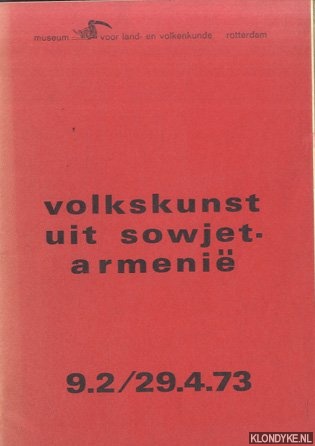 museum voor land- en volkenkunde rotterdam
volkskunst
uit sowjet-
armenië
9.2/29.4.73
KLONDYKE.NL